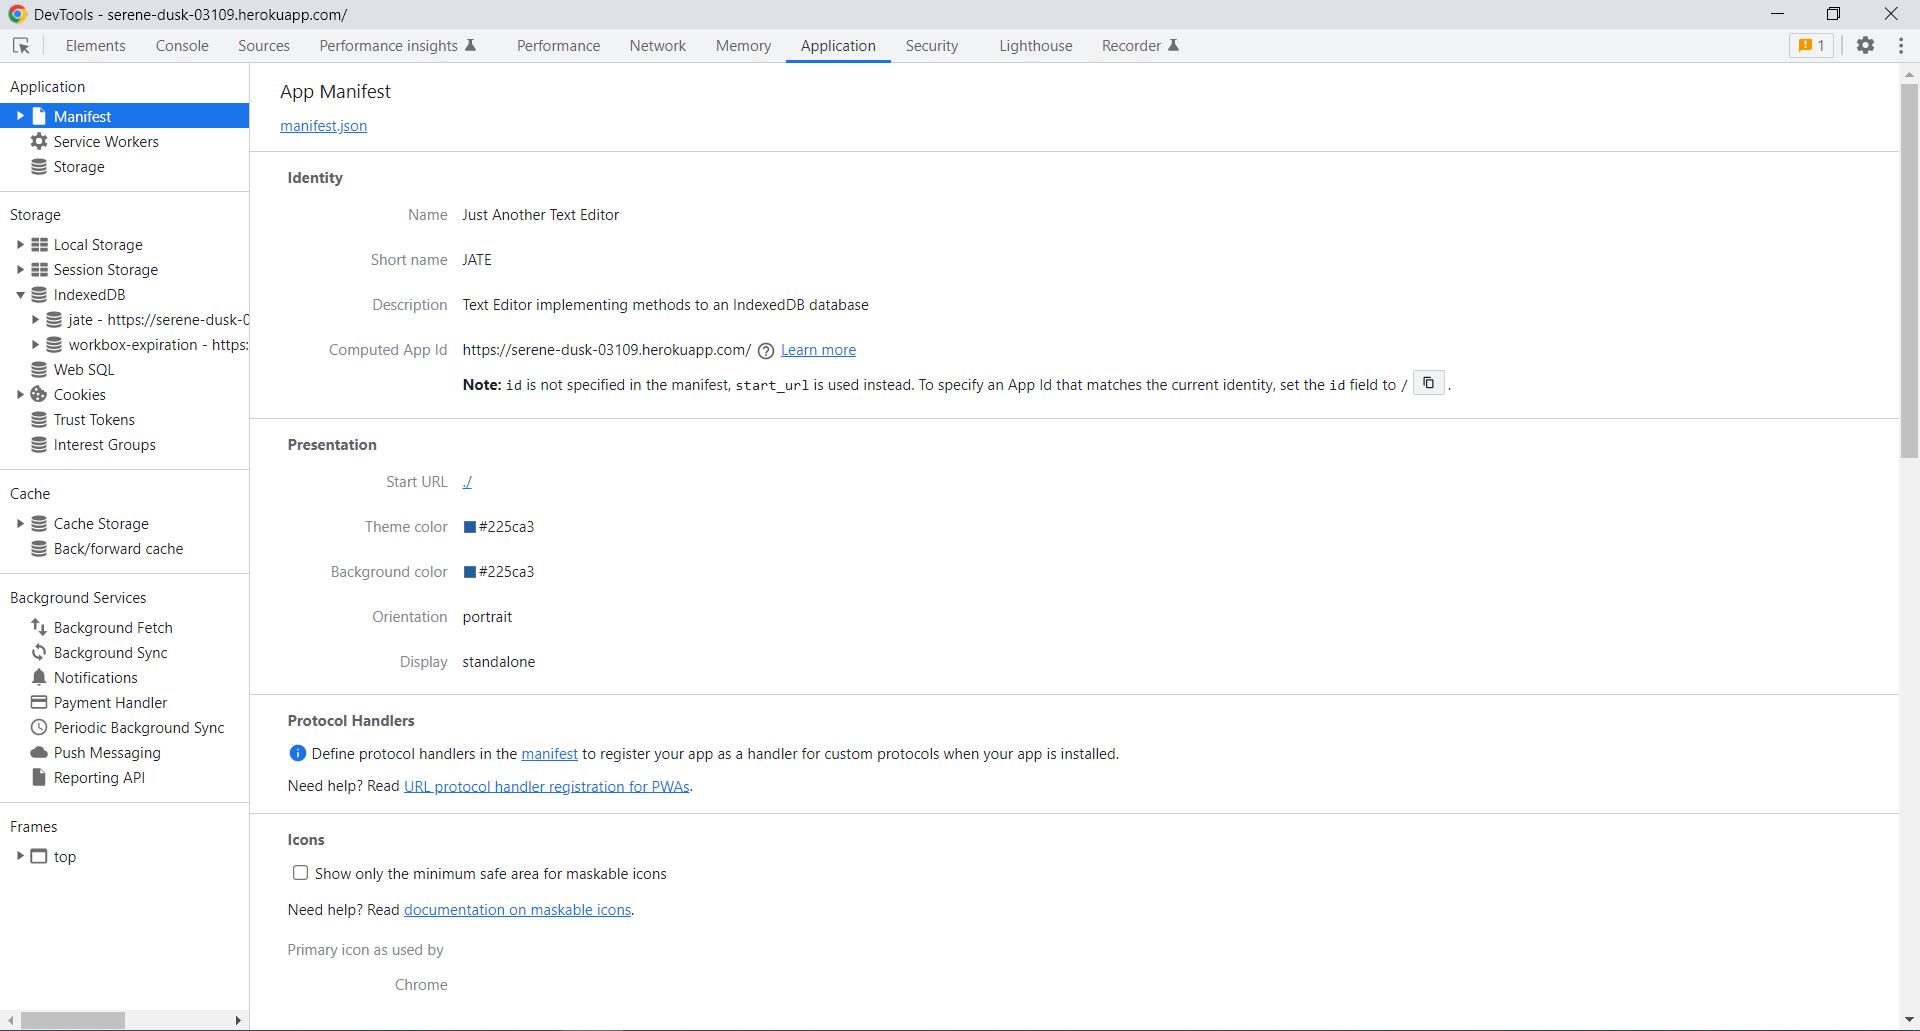 DevTools - serene-dusk-03109.herokuapp.com/
Elements Console Sources Performance insights Performance Network Memory Application Security Lighthouse Recorder 1
Application
Manifest
Service Workers
Storage
Storage
Local Storage
Session Storage
IndexedDB
jate - https://serene-dusk-0
workbox-expiration - https:
Web SQL
Cookies
Trust Tokens
Interest Groups
Cache
Cache Storage
Back/forward cache
Background Services
Background Fetch
Background Sync
Notifications
Payment Handler
Periodic Background Sync
Push Messaging
Reporting API
Frames
top
App Manifest
manifest.json
Identity
Name Just Another Text Editor
Short name JATE
Description Text Editor implementing methods to an IndexedDB database
Computed App Id https://serene-dusk-03109.herokuapp.com/ ? Learn more
Note: id is not specified in the manifest, start_url is used instead. To specify an App Id that matches the current identity, set the id field to / .
Presentation
Start URL ./
Theme color #225ca3
Background color #225ca3
Orientation portrait
Display standalone
Protocol Handlers
Define protocol handlers in the manifest to register your app as a handler for custom protocols when your app is installed.
Need help? Read URL protocol handler registration for PWAs.
Icons
Show only the minimum safe area for maskable icons
Need help? Read documentation on maskable icons.
Primary icon as used by
Chrome